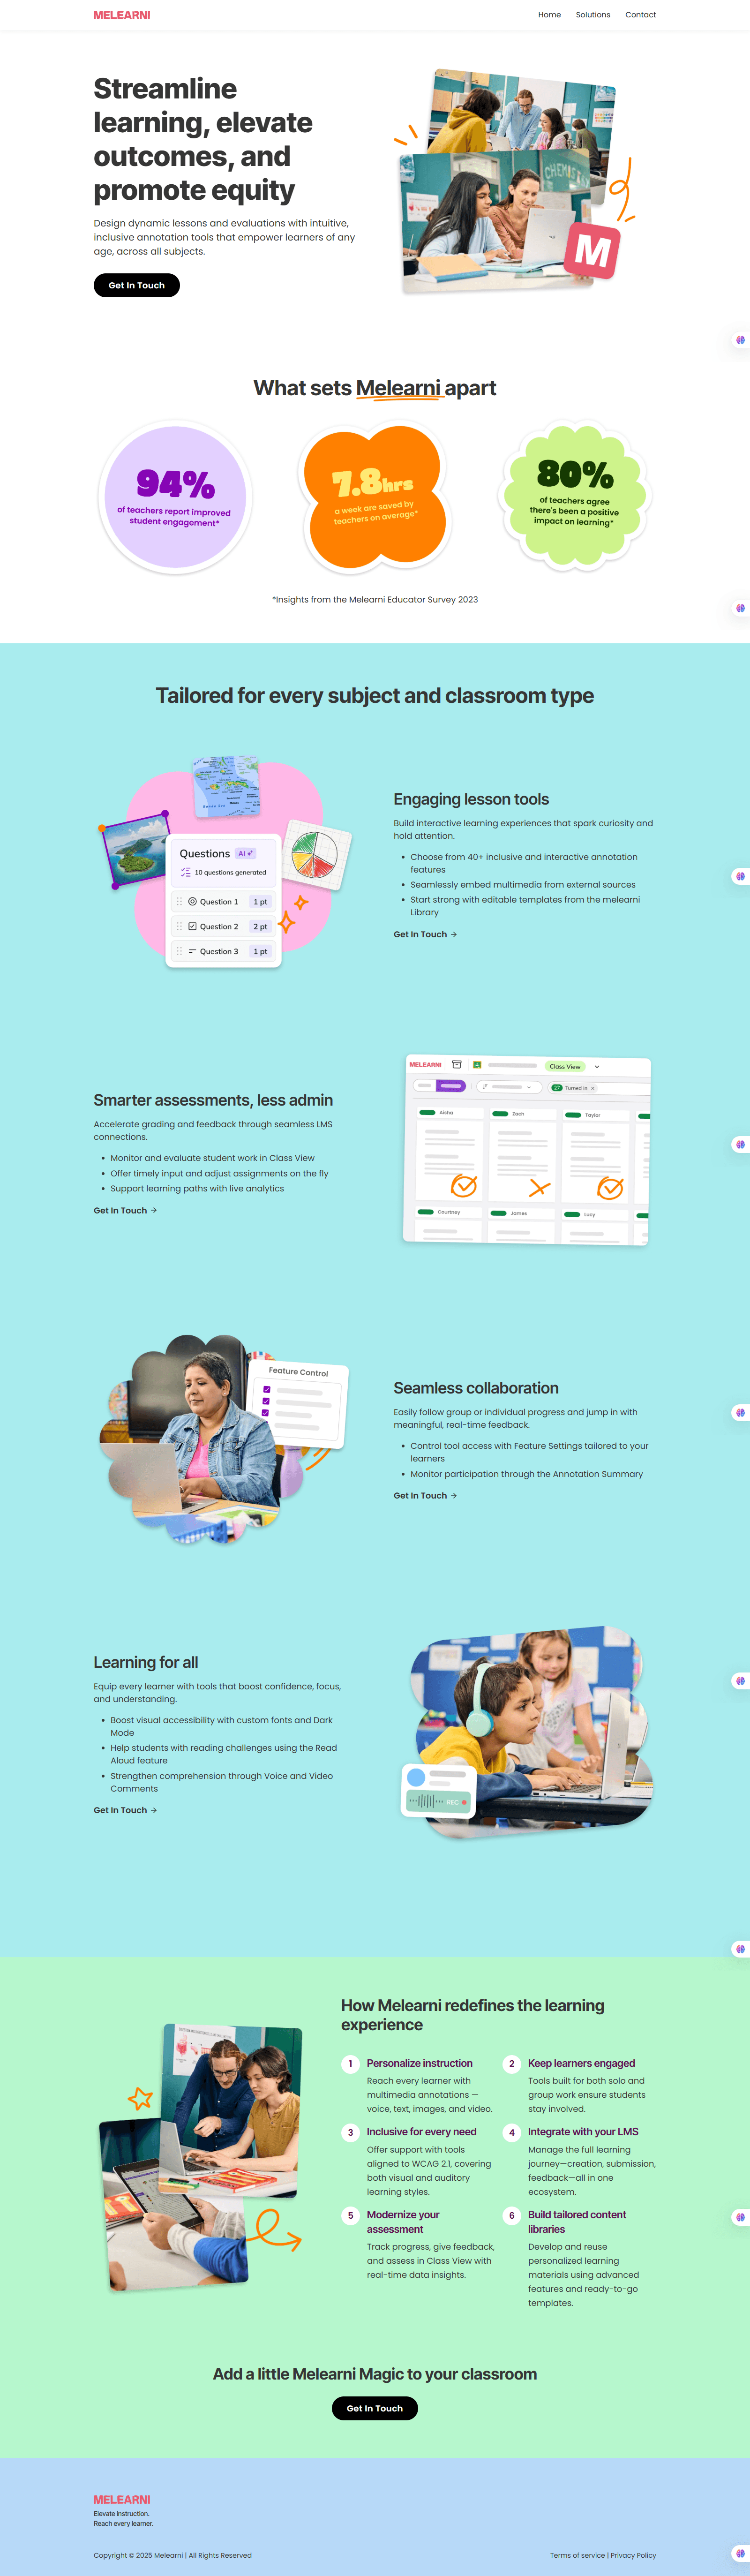 MELEARNI
Home Solutions Contact
Streamline
learning, elevate
outcomes, and
promote equity
Design dynamic lessons and evaluations with intuitive,
inclusive annotation tools that empower learners of any
age, across all subjects.
Get In Touch
M
What sets Melearni apart
94%
of teachers report improved
student engagement*
7.8hrs
a week are saved by
teachers on average*
80%
of teachers agree
there's been a positive
impact on learning*
*Insights from the Melearni Educator Survey 2023
Tailored for every subject and classroom type
Questions AI
10 questions generated
Question 1 1 pt
Question 2 2 pt
Question 3 1 pt
Engaging lesson tools
Build interactive learning experiences that spark curiosity and
hold attention.
• Choose from 40+ inclusive and interactive annotation
features
• Seamlessly embed multimedia from external sources
• Start strong with editable templates from the melearni
Library
Get In Touch →
Smarter assessments, less admin
Accelerate grading and feedback through seamless LMS
connections.
• Monitor and evaluate student work in Class View
• Offer timely input and adjust assignments on the fly
• Support learning paths with live analytics
Get In Touch →
MELEARNI Class View
27 Turned in ×
Aisha Zach Taylor
Courtney James Lucy
Feature Control
Seamless collaboration
Easily follow group or individual progress and jump in with
meaningful, real-time feedback.
• Control tool access with Feature Settings tailored to your
learners
• Monitor participation through the Annotation Summary
Get In Touch →
Learning for all
Equip every learner with tools that boost confidence, focus,
and understanding.
• Boost visual accessibility with custom fonts and Dark
Mode
• Help students with reading challenges using the Read
Aloud feature
• Strengthen comprehension through Voice and Video
Comments
Get In Touch →
REC
How Melearni redefines the learning
experience
1 Personalize instruction
Reach every learner with
multimedia annotations —
voice, text, images, and video.
2 Keep learners engaged
Tools built for both solo and
group work ensure students
stay involved.
3 Inclusive for every need
Offer support with tools
aligned to WCAG 2.1, covering
both visual and auditory
learning styles.
4 Integrate with your LMS
Manage the full learning
journey—creation, submission,
feedback—all in one
ecosystem.
5 Modernize your
assessment
Track progress, give feedback,
and assess in Class View with
real-time data insights.
6 Build tailored content
libraries
Develop and reuse
personalized learning
materials using advanced
features and ready-to-go
templates.
Add a little Melearni Magic to your classroom
Get In Touch
MELEARNI
Elevate instruction.
Reach every learner.
Copyright © 2025 Melearni | All Rights Reserved
Terms of service | Privacy Policy